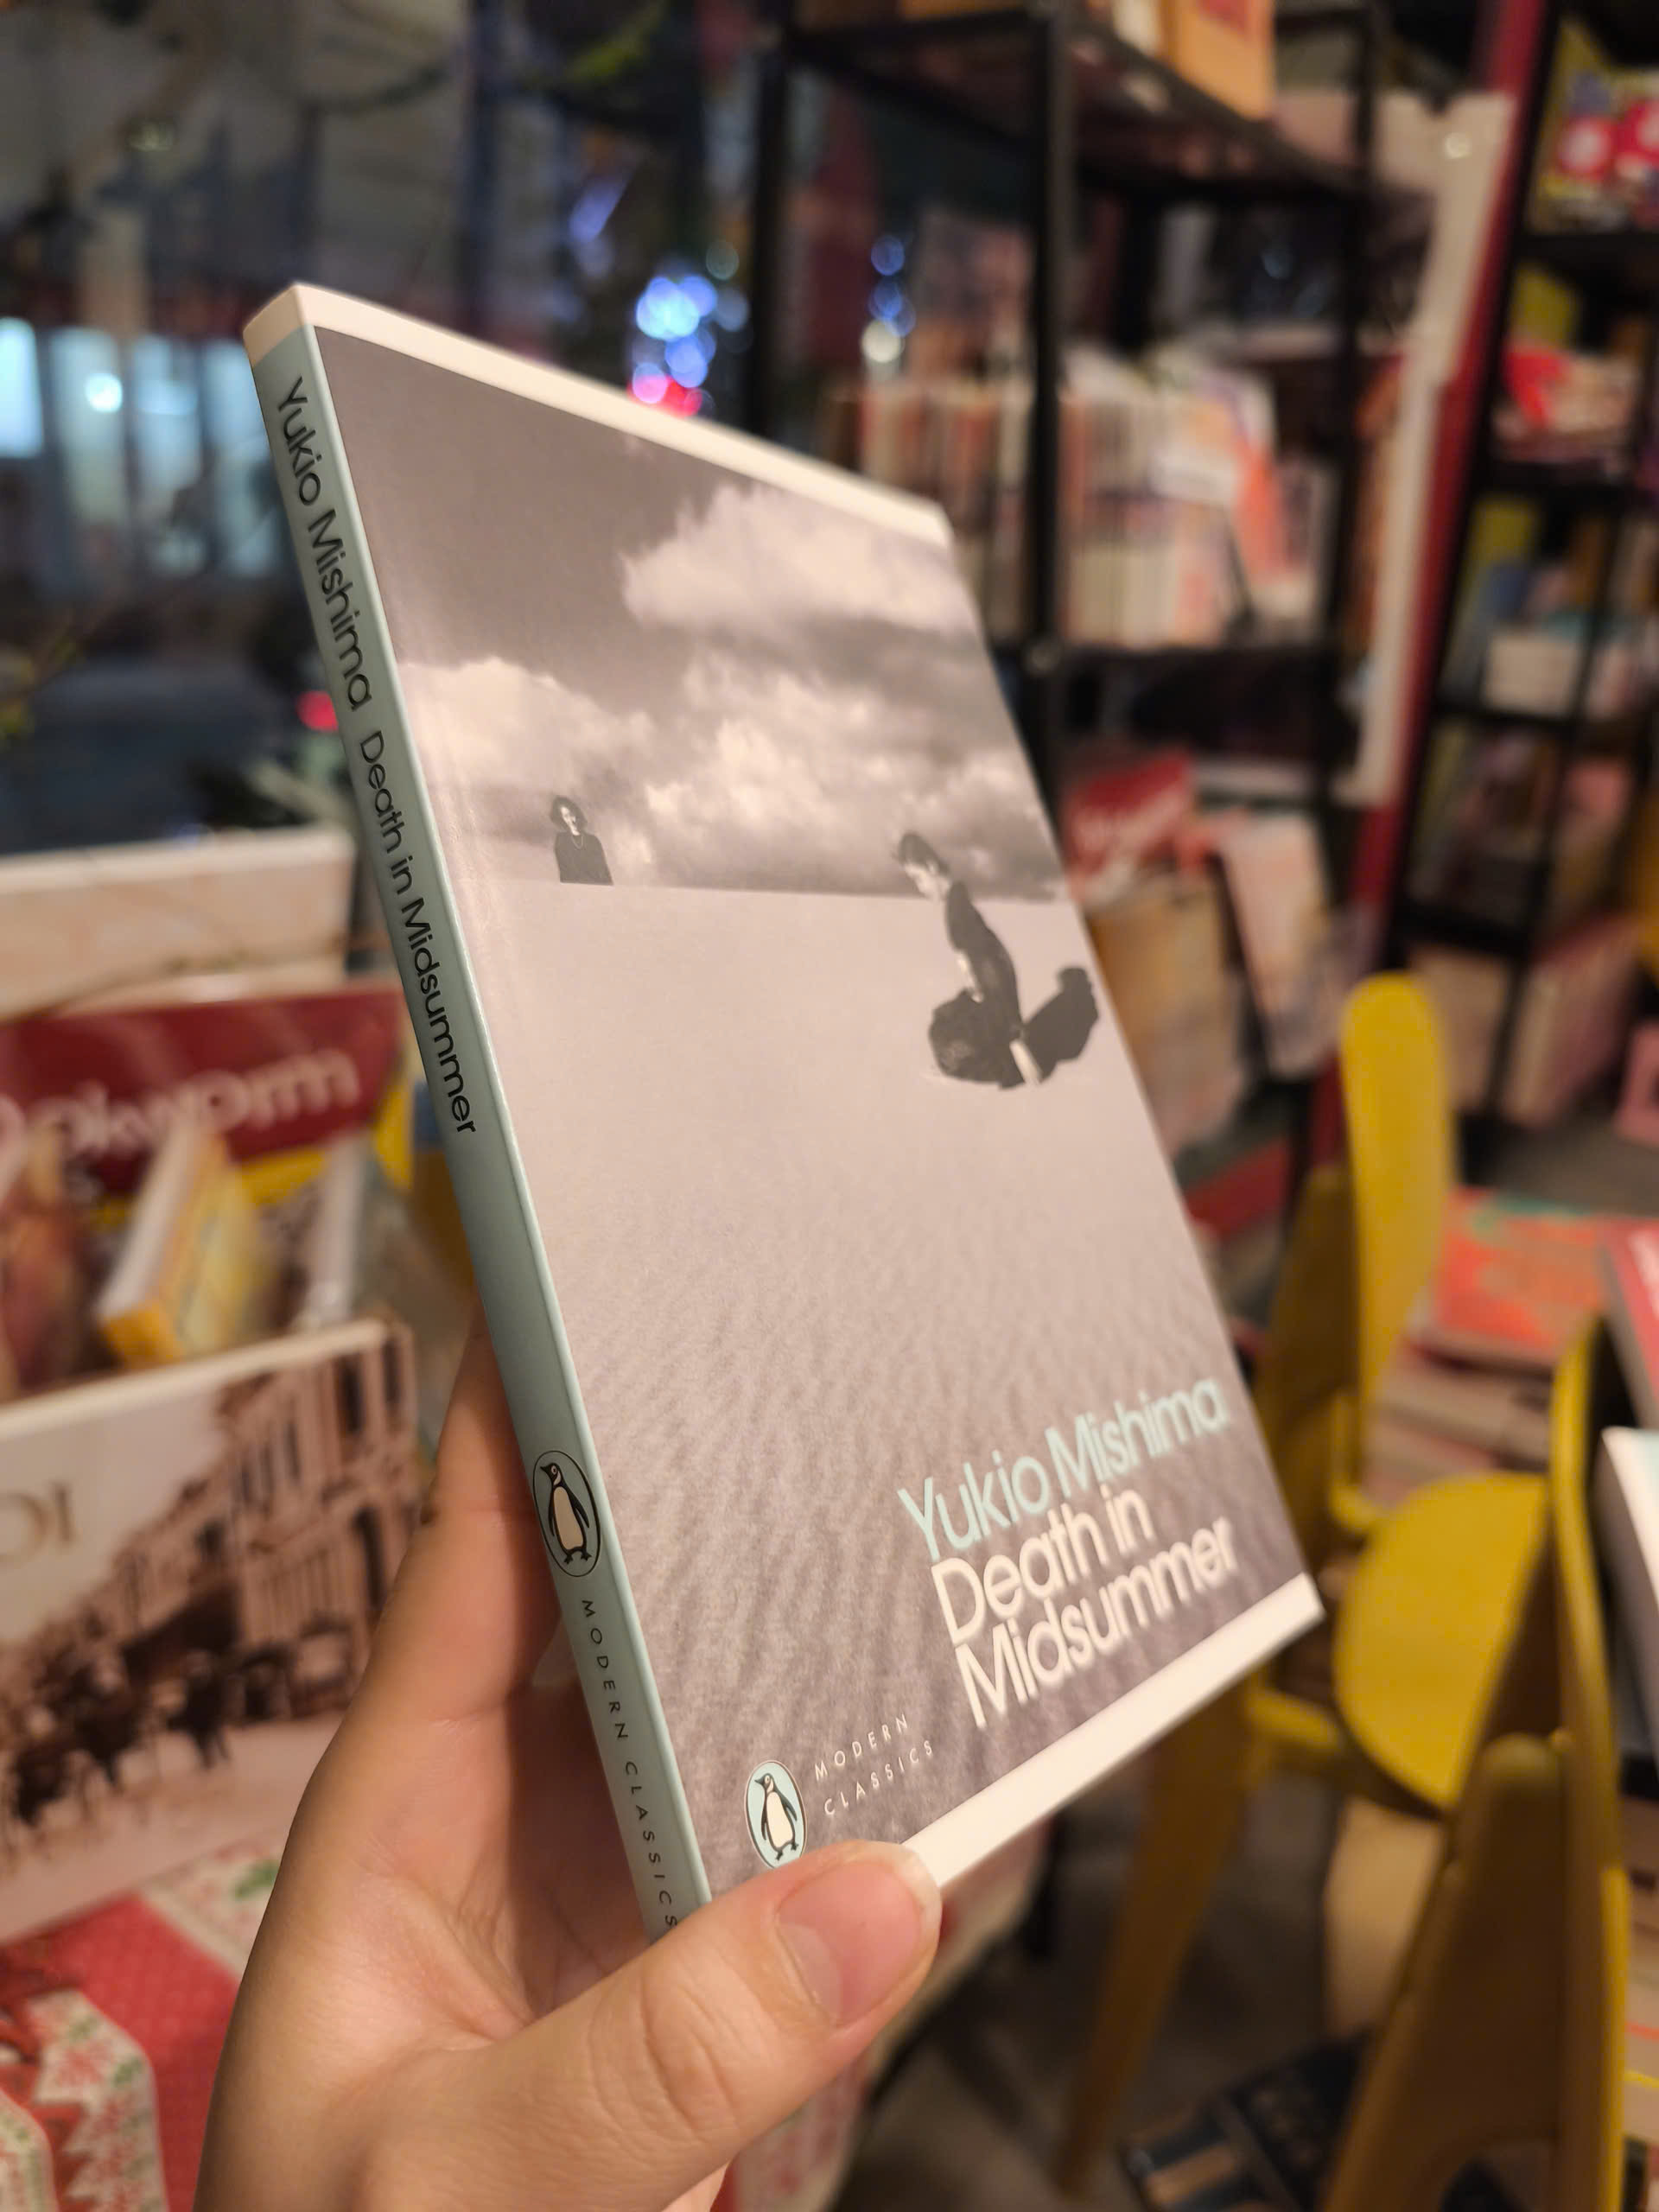 Yukio Mishima Death in Midsummer
MODERN CLASSICS
Yukio Mishima
Death in
Midsummer
MODERN
CLASSICS